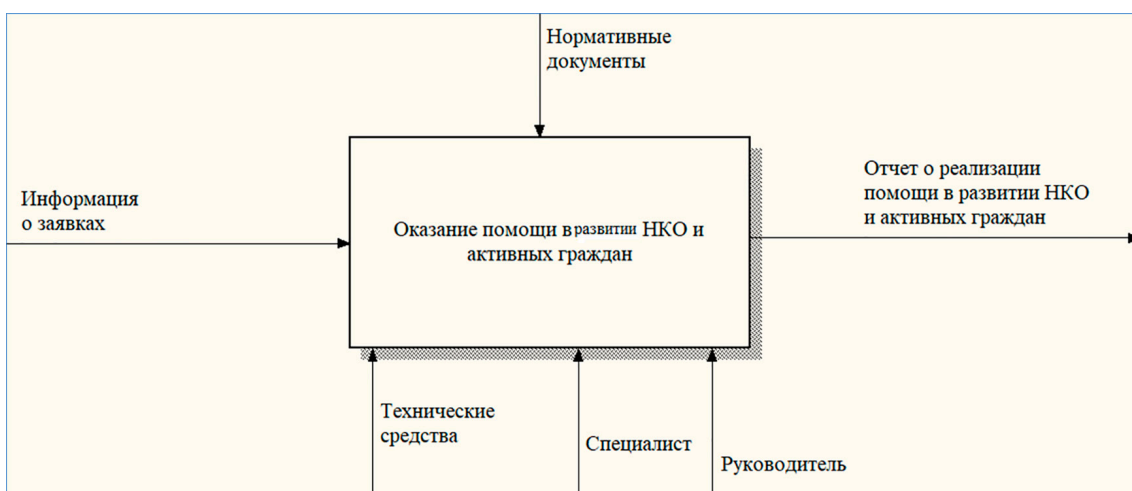 Нормативные
документы
Информация
о заявках
Оказание помощи в развитии НКО и
активных граждан
Отчет о реализации
помощи в развитии НКО
и активных граждан
Технические
средства
Специалист
Руководитель